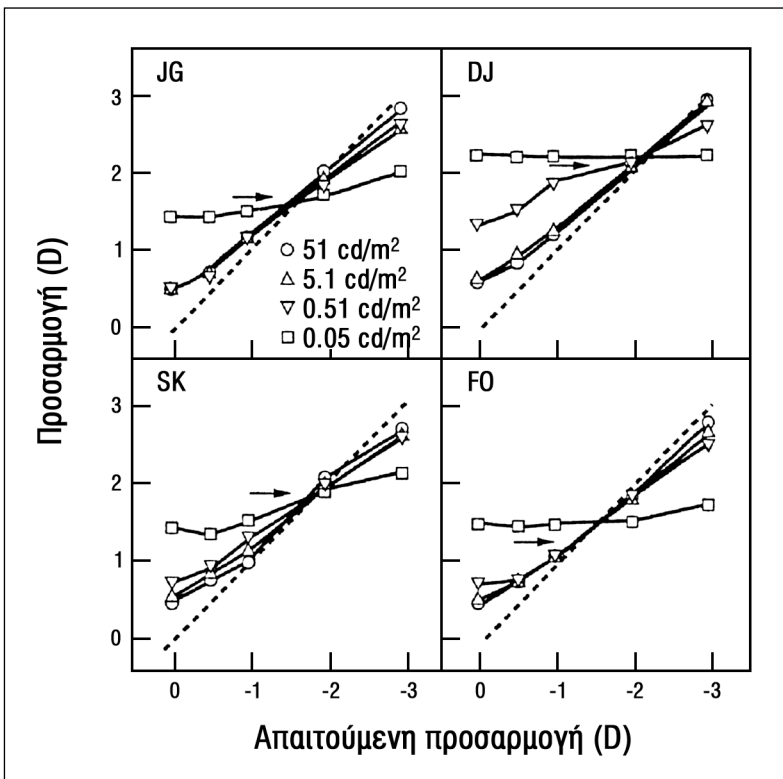 JG
DJ
3
2
1
0
51 cd/m²
5.1 cd/m²
0.51 cd/m²
0.05 cd/m²
SK
FO
3
2
1
0
0 -1 -2 -3
0 -1 -2 -3
Προσαρμογή (D)
Απαιτούμενη προσαρμογή (D)